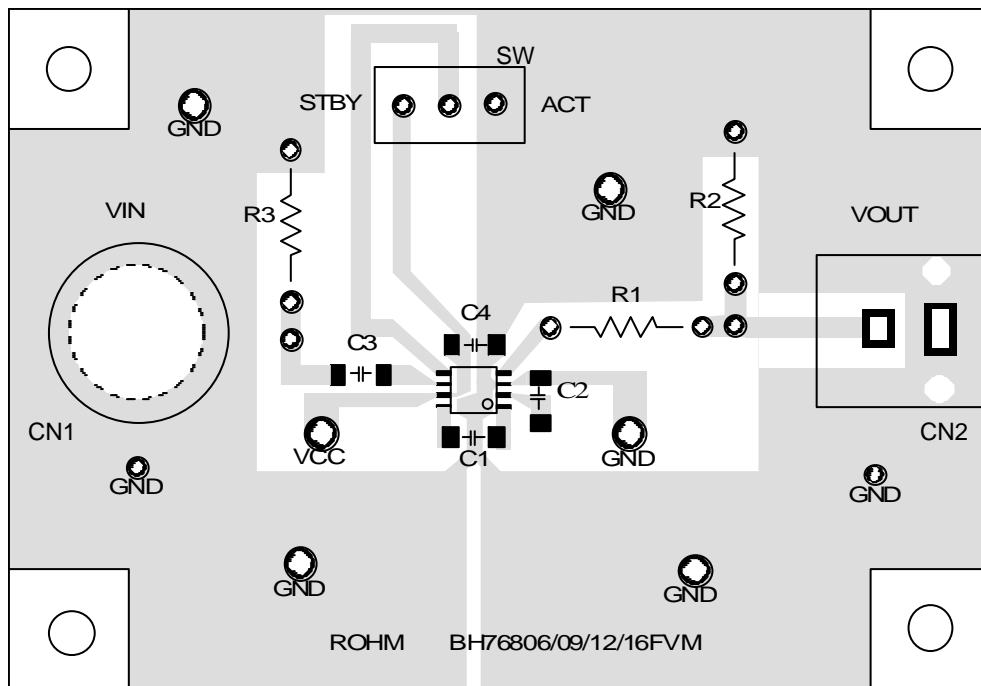 SW
STBY
ACT
GND
R3
VIN
GND
R2
VOUT
R1
C4
C3
C2
CN1
VCC
C1
GND
CN2
GND
GND
GND
GND
ROHM BH76806/09/12/16FVM